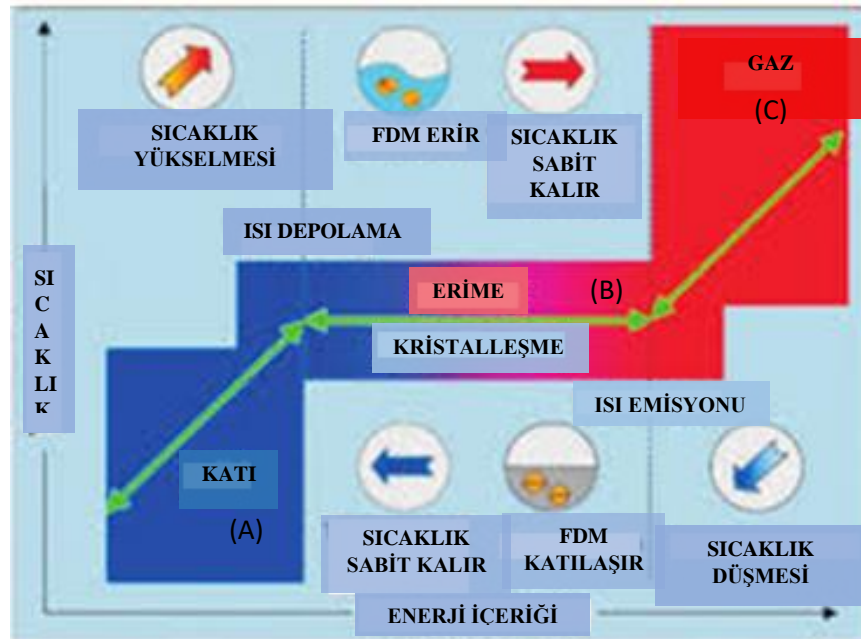 GAZ
(C)
SICAKLIK
YÜKSELMESİ
FDM ERİR
SICAKLIK
SABİT
KALIR
ISI DEPOLAMA
SI
C
A
K
LI
K
ERİME
(B)
KRİSTALLEŞME
ISI EMİSYONU
KATI
(A)
SICAKLIK
SABİT KALIR
FDM
KATILAŞIR
SICAKLIK
DÜŞMESİ
ENERJİ İÇERİĞİ